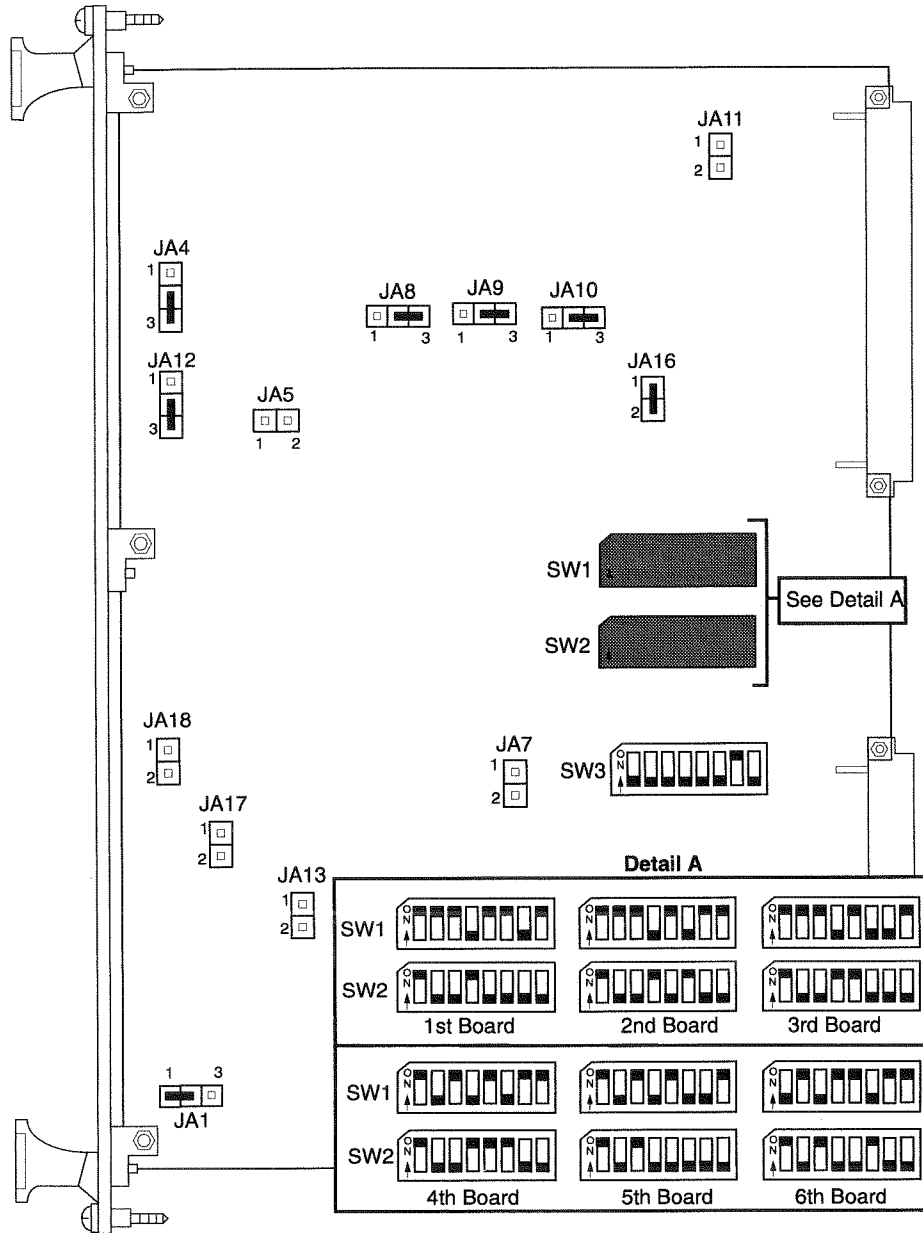 JA11
1
2
JA4
1
3
JA8
1 3
JA9
1 3
JA10
1 3
JA12
1
3
JA5
1 2
JA16
1
2
SW1
See Detail A
SW2
JA18
1
2
JA7
1
2
SW3
ON
JA17
1
2
Detail A
JA13
1
2
SW1
ON
ON
ON
SW2
ON
ON
ON
1st Board
2nd Board
3rd Board
1 3
JA1
SW1
ON
ON
ON
SW2
ON
ON
ON
4th Board
5th Board
6th Board